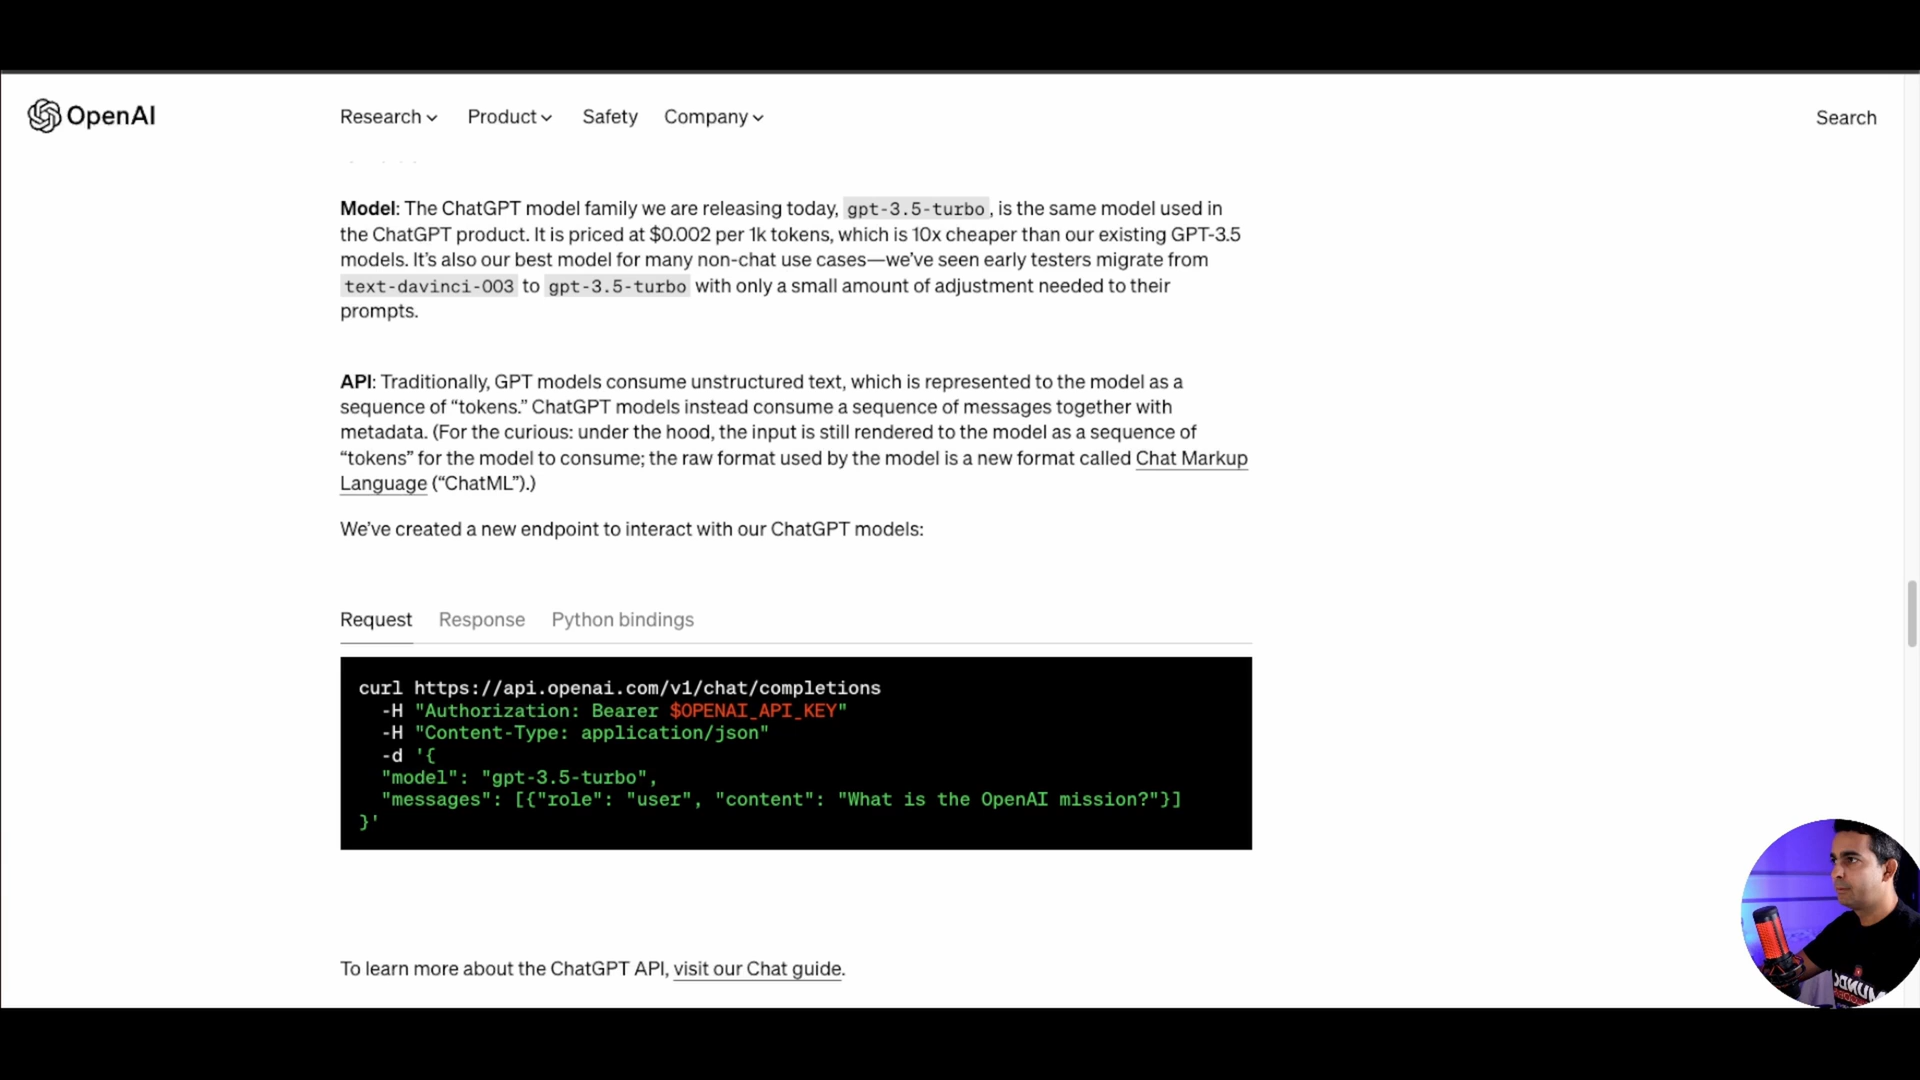 OpenAI
Research Product Safety Company Search
Model: The ChatGPT model family we are releasing today, gpt-3.5-turbo, is the same model used in
the ChatGPT product. It is priced at $0.002 per 1k tokens, which is 10x cheaper than our existing GPT-3.5
models. It’s also our best model for many non-chat use cases—we’ve seen early testers migrate from
text-davinci-003 to gpt-3.5-turbo with only a small amount of adjustment needed to their
prompts.
API: Traditionally, GPT models consume unstructured text, which is represented to the model as a
sequence of “tokens.” ChatGPT models instead consume a sequence of messages together with
metadata. (For the curious: under the hood, the input is still rendered to the model as a sequence of
“tokens” for the model to consume; the raw format used by the model is a new format called Chat Markup
Language (“ChatML”).)
We’ve created a new endpoint to interact with our ChatGPT models:
Request Response Python bindings
curl https://api.openai.com/v1/chat/completions
-H "Authorization: Bearer $OPENAI_API_KEY"
-H "Content-Type: application/json"
-d '{
"model": "gpt-3.5-turbo",
"messages": [{"role": "user", "content": "What is the OpenAI mission?"}]
}'
To learn more about the ChatGPT API, visit our Chat guide.